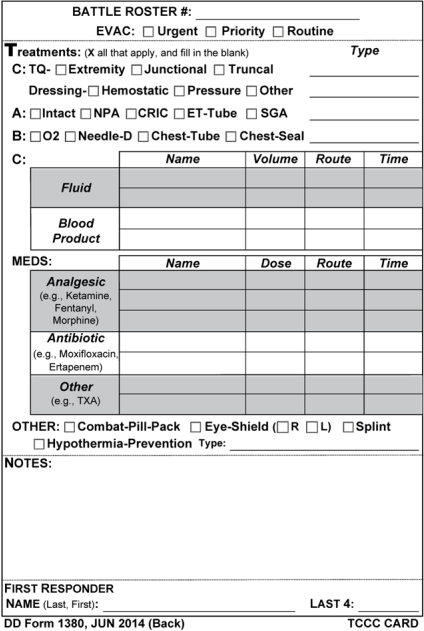 BATTLE ROSTER #:
EVAC: □ Urgent □ Priority □ Routine
Treatments: (X all that apply, and fill in the blank) Type
C: TQ- □ Extremity □ Junctional □ Truncal
Dressing- □ Hemostatic □ Pressure □ Other
A: □ Intact □ NPA □ CRIC □ ET-Tube □ SGA
B: □ O2 □ Needle-D □ Chest-Tube □ Chest-Seal
C: Name Volume Route Time
Fluid
Blood
Product
MEDS: Name Dose Route Time
Analgesic
(e.g., Ketamine,
Fentanyl,
Morphine)
Antibiotic
(e.g., Moxifloxacin,
Ertapenem)
Other
(e.g., TXA)
OTHER: □ Combat-Pill-Pack □ Eye-Shield (□ R □ L) □ Splint
□ Hypothermia-Prevention Type:
NOTES:
FIRST RESPONDER
NAME (Last, First): LAST 4:
DD Form 1380, JUN 2014 (Back) TCCC CARD